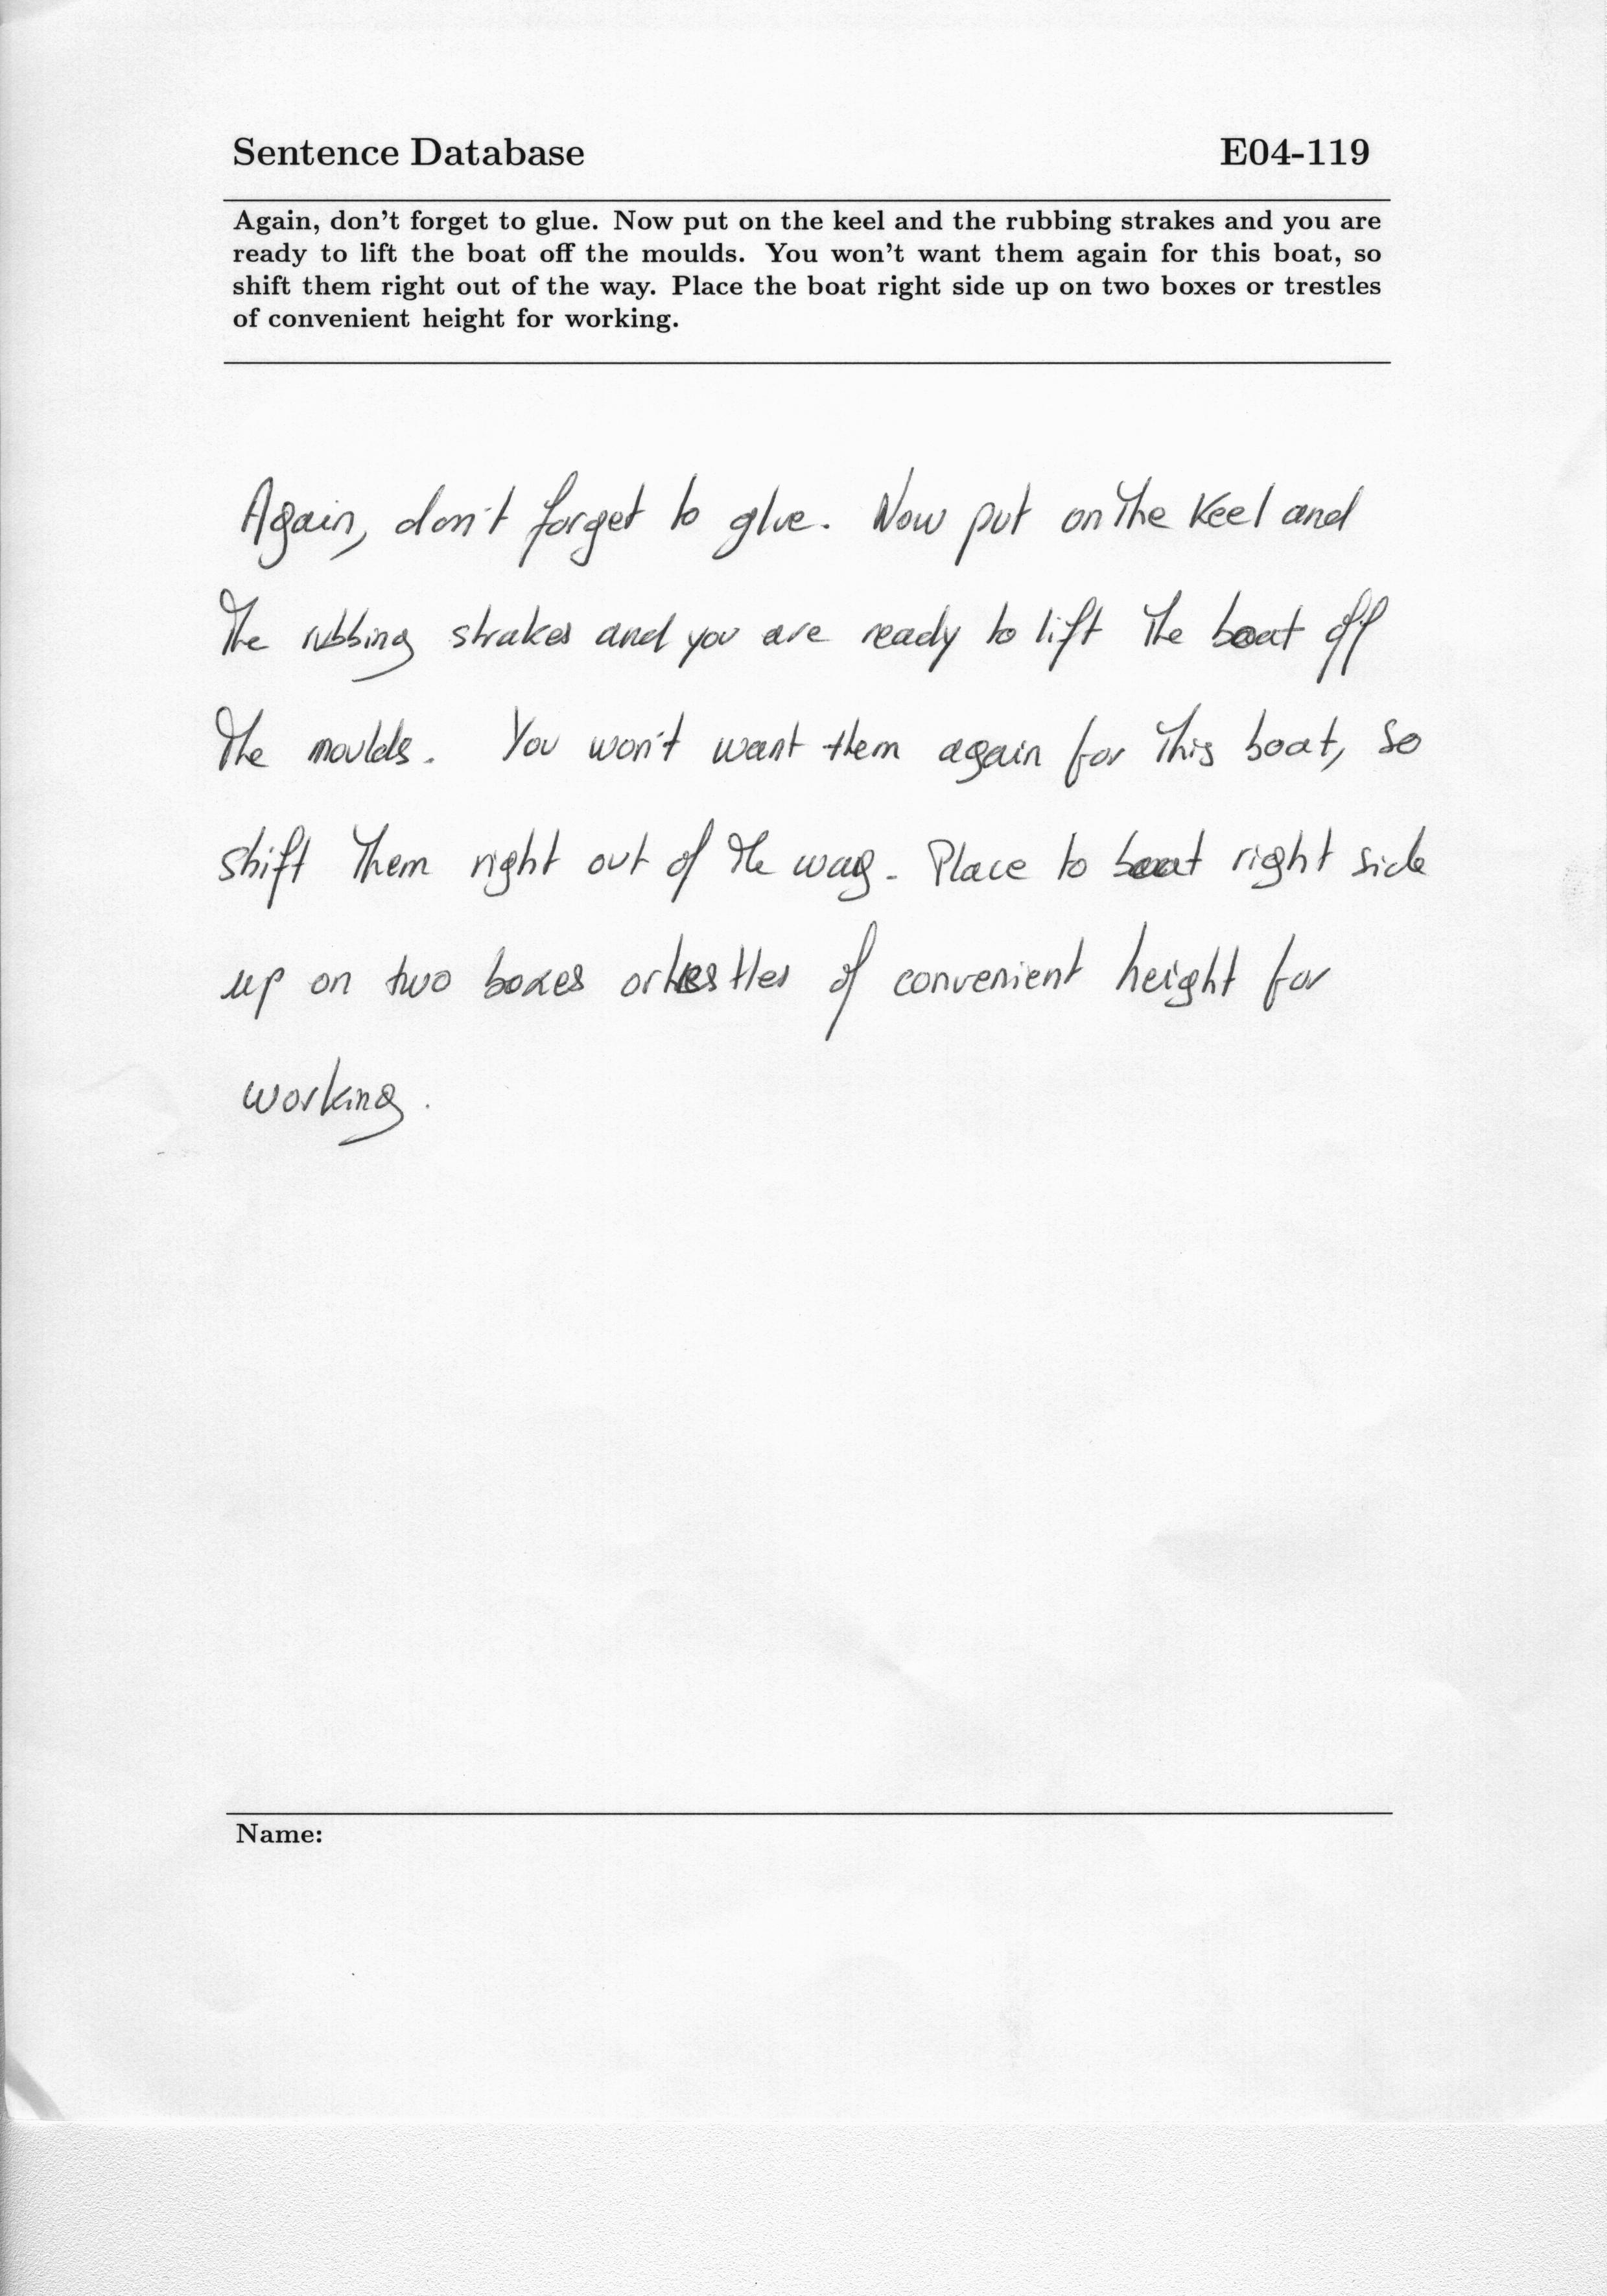 Sentence Database E04-119
Again, don't forget to glue. Now put on the keel and the rubbing strakes and you are
ready to lift the boat off the moulds. You won't want them again for this boat, so
shift them right out of the way. Place the boat right side up on two boxes or trestles
of convenient height for working.
Again, don't forget to glue. Now put on the keel and
the rubbing strakes and you are ready to lift the boat off
the moulds. You won't want them again for this boat, so
shift them right out of the way. Place to boat right side
up on two boxes or trestles of convenient height for
working.
Name: